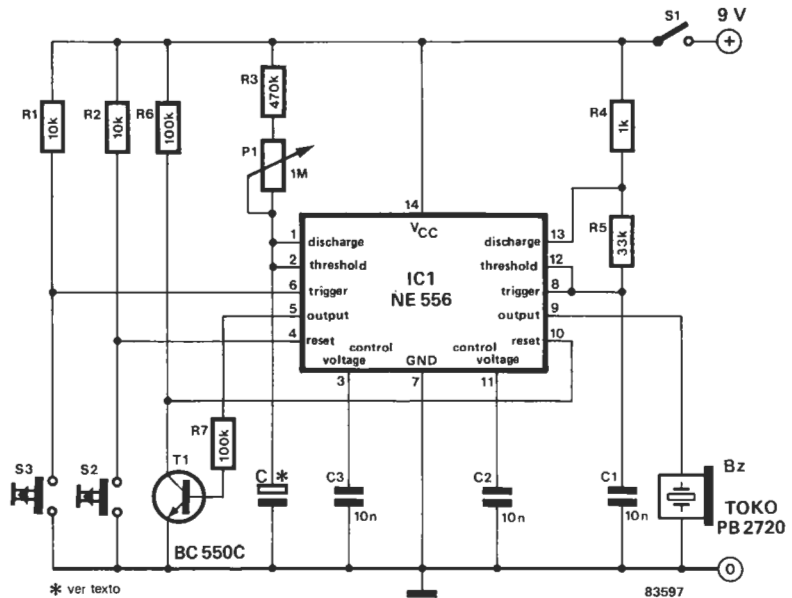 S1
9 V
+
R1
10k
R2
10k
R6
100k
R3
470k
P1
1M
R4
1k
R5
33k
14
VCC
1 discharge
2 threshold
6 trigger
5 output
4 reset
IC1
NE 556
discharge 13
threshold 12
trigger 8
output 9
reset 10
control
voltage
GND
control
voltage
3
7
11
R7
100k
S3
S2
T1
BC 550C
C *
C3
10n
C2
10n
C1
10n
Bz
TOKO
PB 2720
0
* ver texto
83597